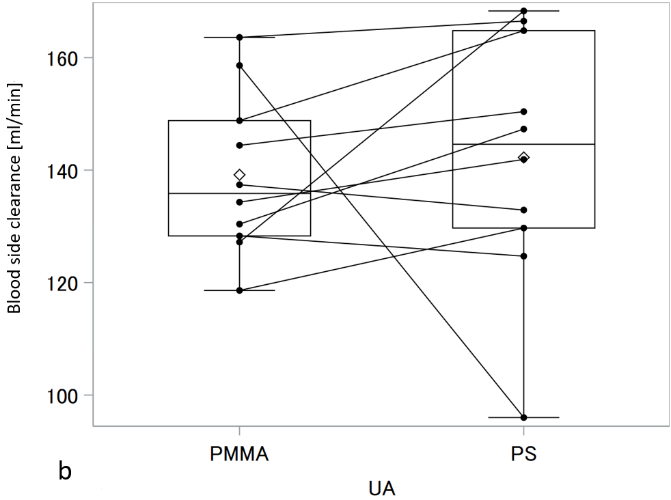 Blood side clearance [ml/min]
160
140
120
100
PMMA
PS
b
UA